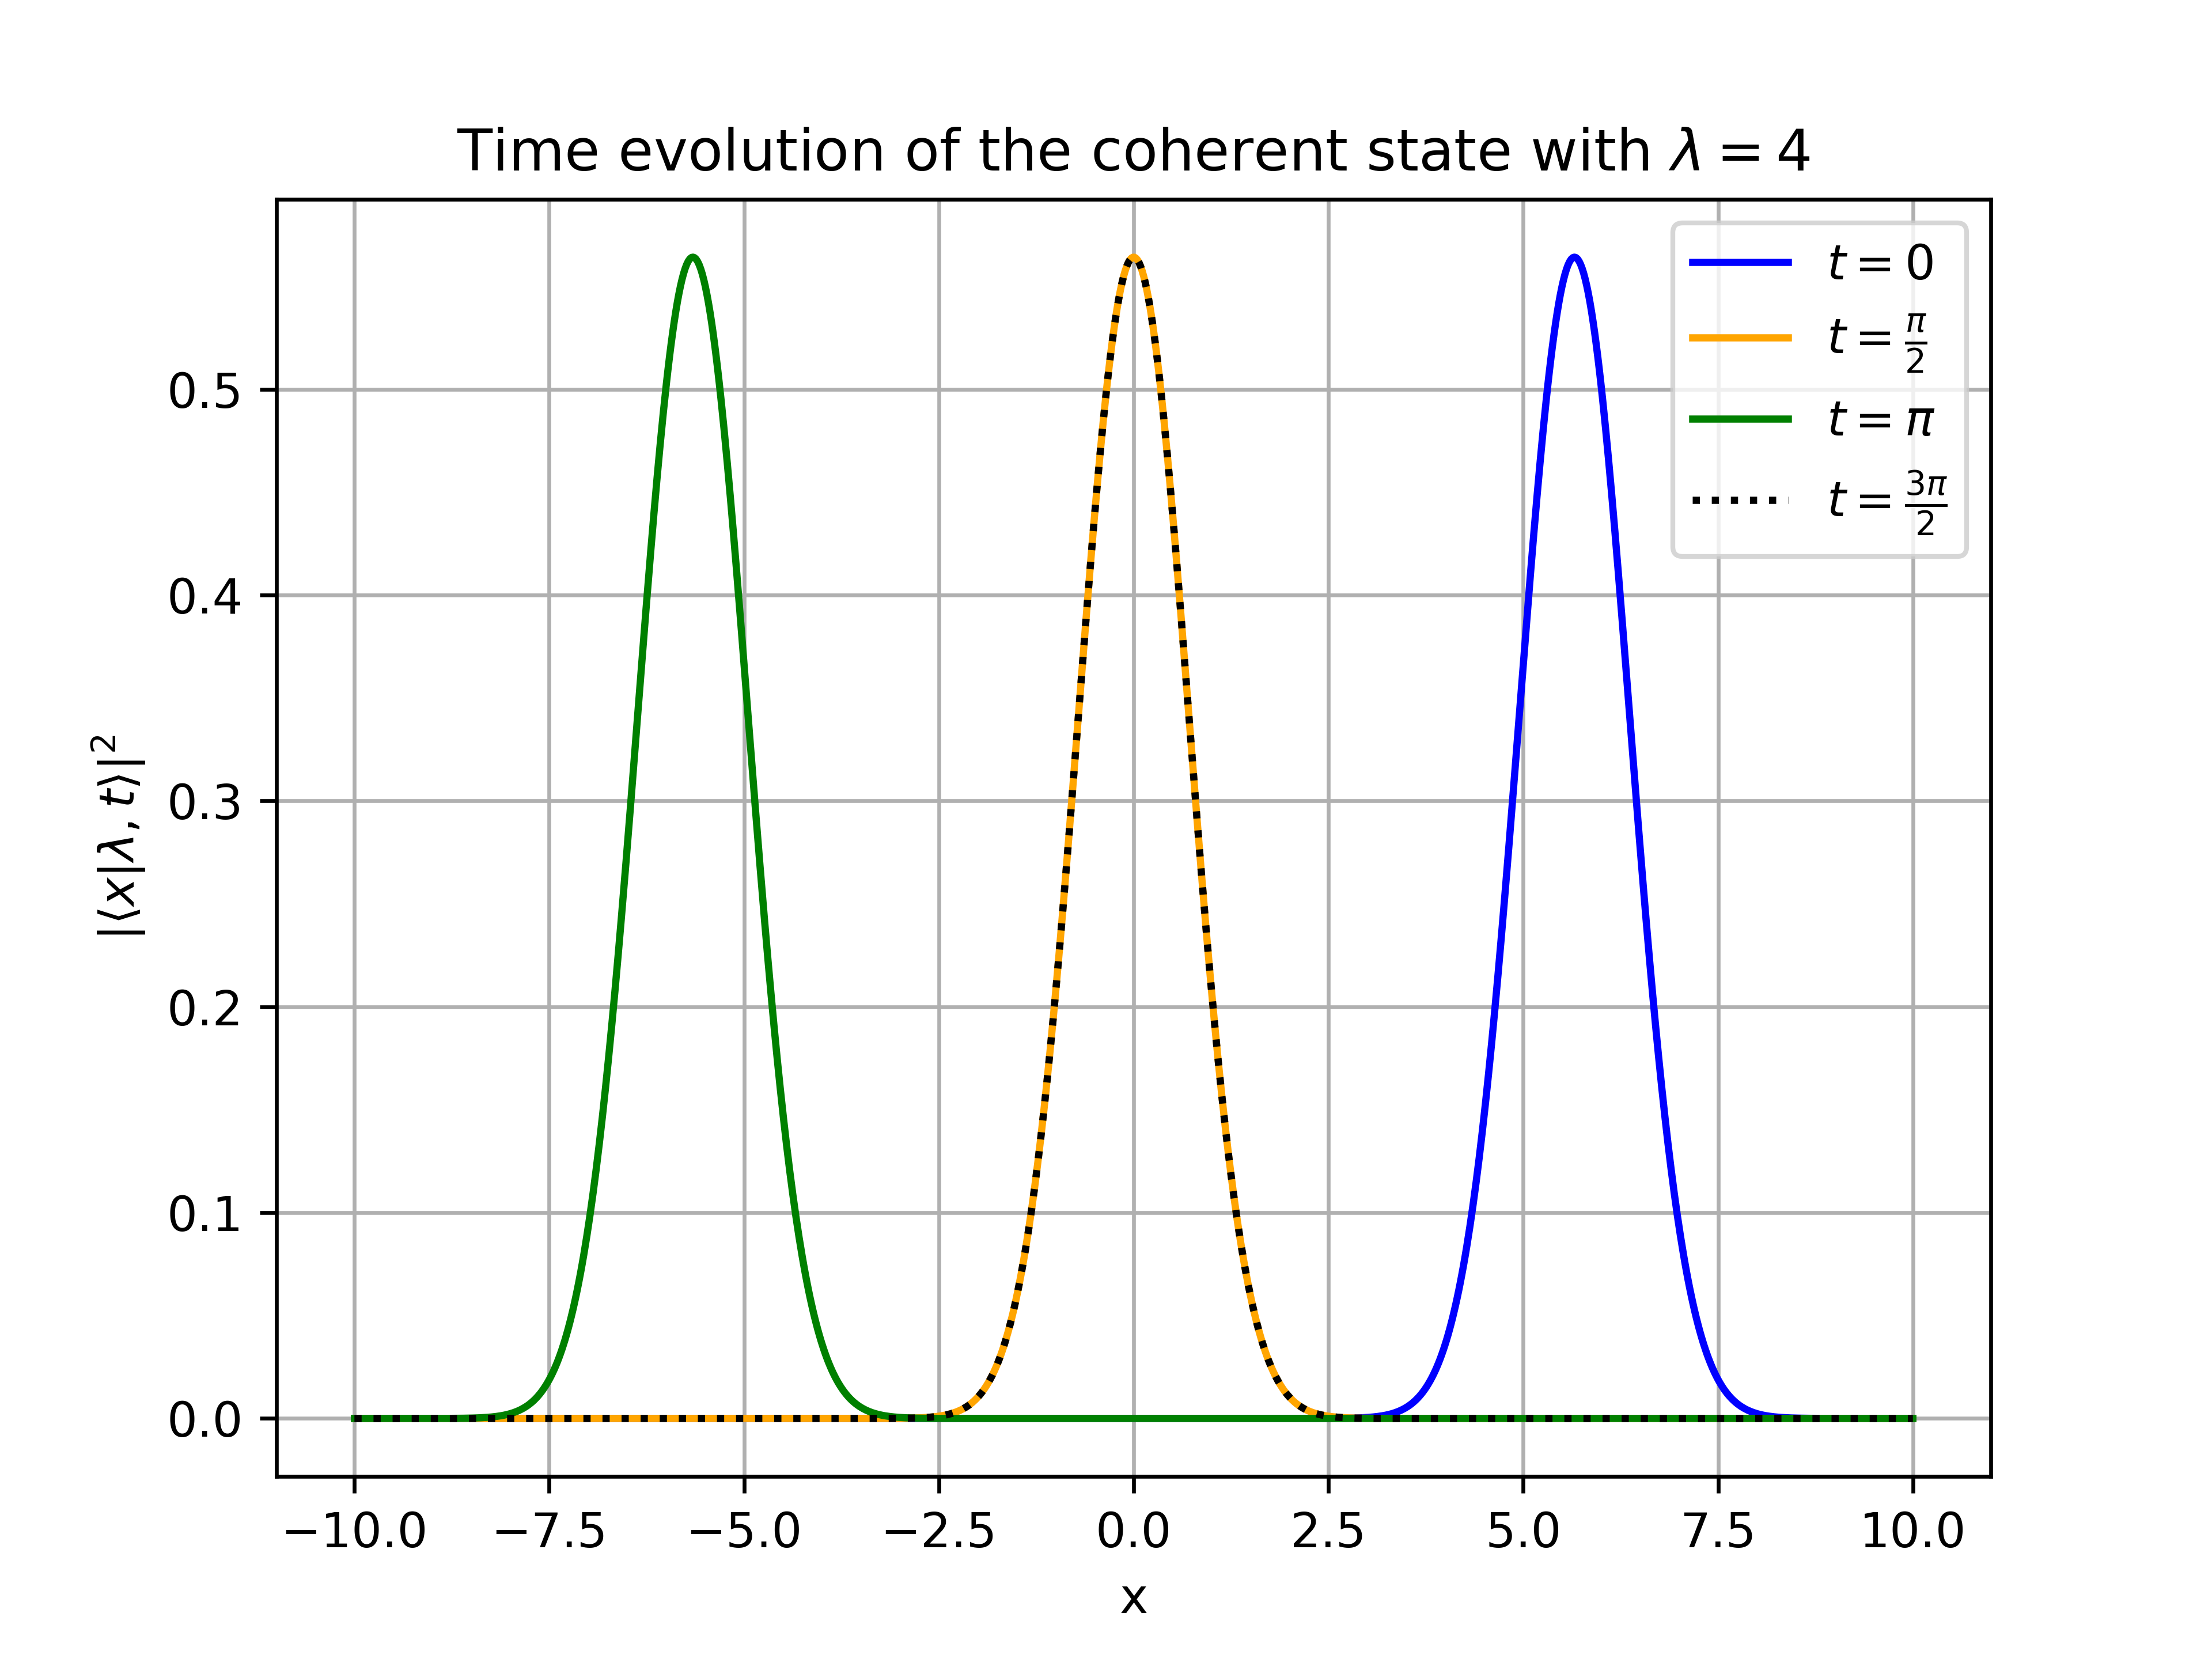 Time evolution of the coherent state with λ = 4
|⟨x|λ, t⟩|²
0.5
0.4
0.3
0.2
0.1
0.0
t = 0
t = π/2
t = π
t = 3π/2
−10.0 −7.5 −5.0 −2.5 0.0 2.5 5.0 7.5 10.0
x